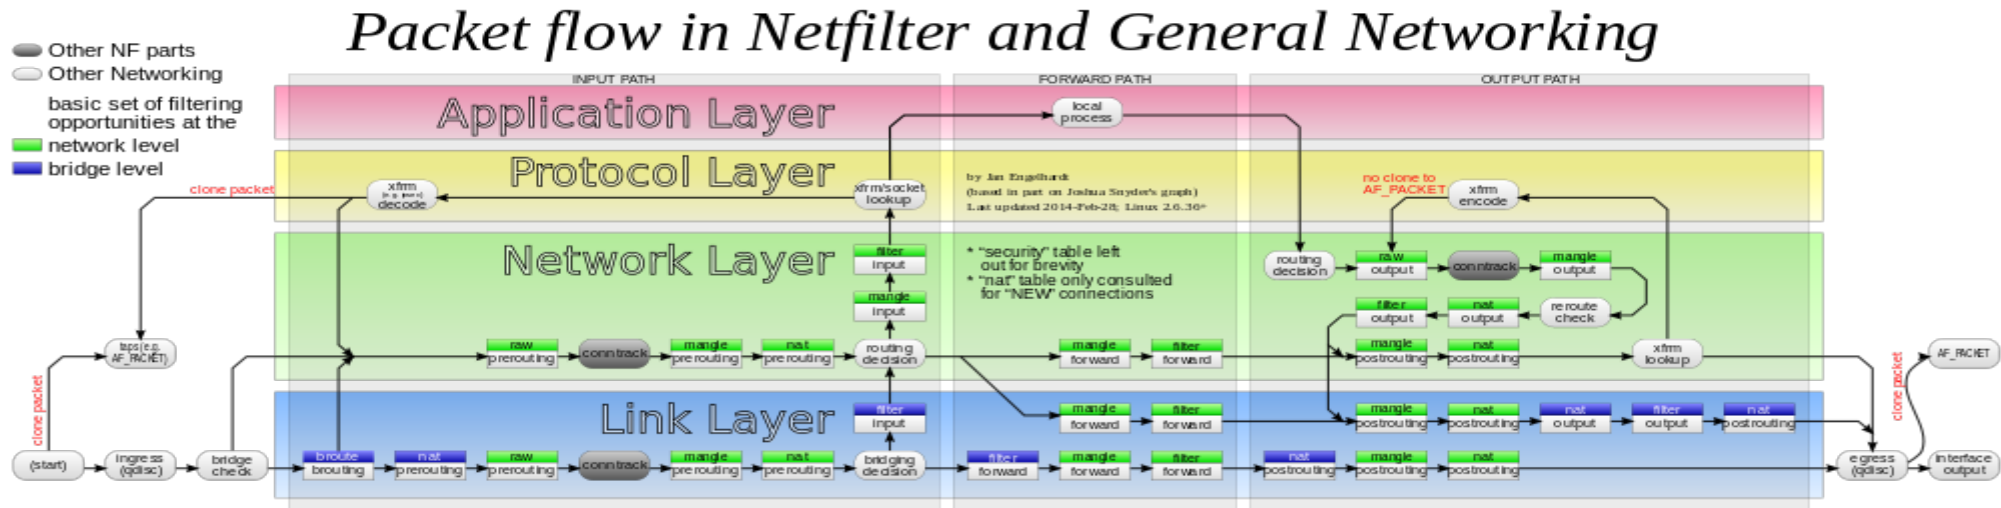 Packet flow in Netfilter and General Networking
Other NF parts
Other Networking
basic set of filtering
opportunities at the
network level
bridge level
INPUT PATH
FORWARD PATH
OUTPUT PATH
Application Layer
local
process
Protocol Layer
clone packet
xfrm
decode
xfrm/socket
lookup
by Jan Engelhardt
(based in part on Joshua Snyder's graph)
Last updated 2014-Feb-28; Linux 2.6.36+
no clone to
AF_PACKET
xfrm
encode
Network Layer
filter
input
mangle
input
* "security" table left
out for brevity
* "nat" table only consulted
for "NEW" connections
routing
decision
raw
output
conntrack
mangle
output
filter
output
nat
output
reroute
check
taps (e.g.
AF_PACKET)
raw
prerouting
conntrack
mangle
prerouting
nat
prerouting
routing
decision
mangle
forward
filter
forward
mangle
postrouting
nat
postrouting
xfrm
lookup
AF_PACKET
clone packet
clone packet
Link Layer
filter
input
mangle
forward
filter
forward
mangle
postrouting
nat
postrouting
nat
output
filter
output
nat
postrouting
(start)
ingress
(qdisc)
bridge
check
broute
brouting
nat
prerouting
raw
prerouting
conntrack
mangle
prerouting
nat
prerouting
bridging
decision
filter
forward
mangle
forward
filter
forward
nat
postrouting
mangle
postrouting
nat
postrouting
egress
(qdisc)
interface
output